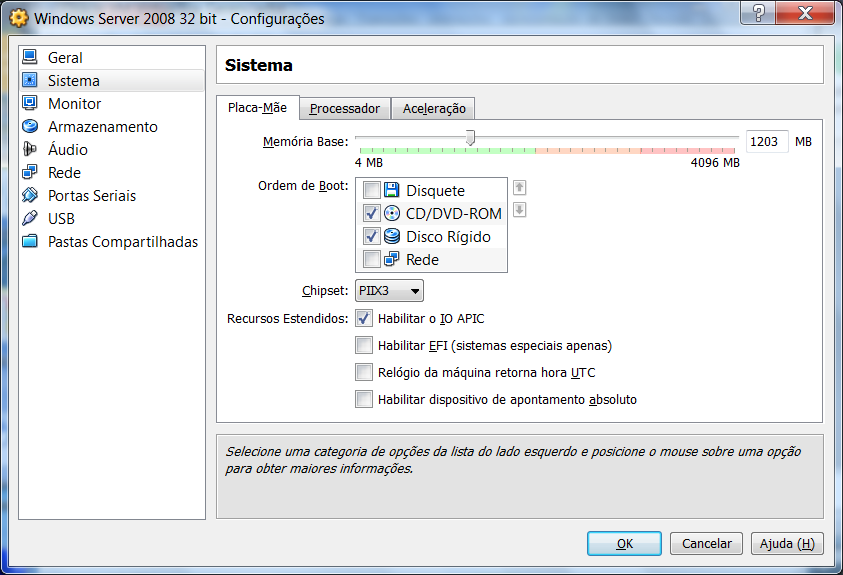 Windows Server 2008 32 bit - Configurações
Geral
Sistema
Monitor
Armazenamento
Áudio
Rede
Portas Seriais
USB
Pastas Compartilhadas
Sistema
Placa-Mãe Processador Aceleração
Memória Base: 1203 MB
4 MB 4096 MB
Ordem de Boot: Disquete
CD/DVD-ROM
Disco Rígido
Rede
Chipset: PIIX3
Recursos Estendidos: Habilitar o IO APIC
Habilitar EFI (sistemas especiais apenas)
Relógio da máquina retorna hora UTC
Habilitar dispositivo de apontamento absoluto
Selecione uma categoria de opções da lista do lado esquerdo e posicione o mouse sobre uma opção
para obter maiores informações.
OK Cancelar Ajuda (H)